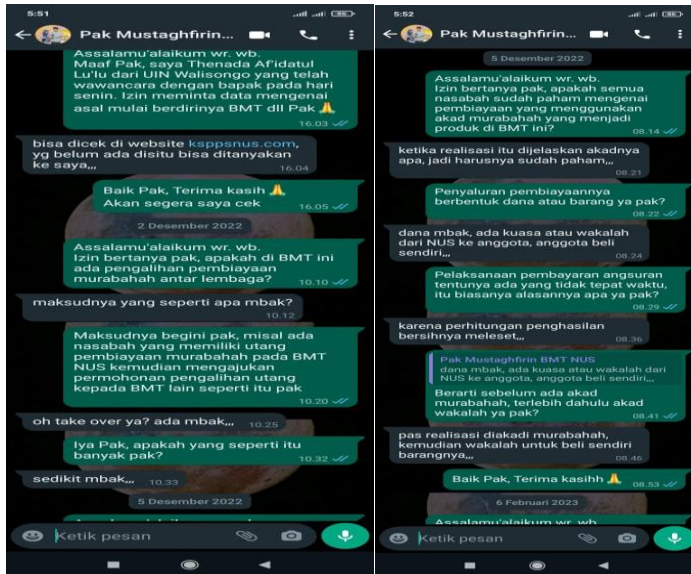 5:51
Pak Mustaghfirin...
Assalamu'alaikum wr. wb.
Maaf Pak, saya Thenada Af'idatul
Lu'lu dari UIN Walisongo yang telah
wawancara dengan bapak pada hari
senin. Izin meminta data mengenai
asal mulai berdirinya BMT dll Pak 🙏
16.03
bisa dicek di website ksppsnus.com,
yg belum ada disitu bisa ditanyakan
ke saya,,,
16.04
Baik Pak, Terima kasih 🙏
Akan segera saya cek
16.05
2 Desember 2022
Assalamu'alaikum wr. wb.
Izin bertanya pak, apakah di BMT ini
ada pengalihan pembiayaan
murabahah antar lembaga?
10.10
maksudnya yang seperti apa mbak?
10.12
Maksudnya begini pak, misal ada
nasabah yang memiliki utang
pembiayaan murabahah pada BMT
NUS kemudian mengajukan
permohonan pengalihan utang
kepada BMT lain seperti itu pak
10.20
oh take over ya? ada mbak,,,
10.25
Iya Pak, apakah yang seperti itu
banyak pak?
10.32
sedikit mbak,,,
10.33
5 Desember 2022
Ketik pesan
5:52
Pak Mustaghfirin...
5 Desember 2022
Assalamu'alaikum wr. wb.
Izin bertanya pak, apakah semua
nasabah sudah paham mengenai
pembiayaan yang menggunakan
akad murabahah yang menjadi
produk di BMT ini?
08.14
ketika realisasi itu dijelaskan akadnya
apa, jadi harusnya sudah paham,,,
08.21
Penyaluran pembiayaannya
berbentuk dana atau barang ya pak?
08.22
dana mbak, ada kuasa atau wakalah
dari NUS ke anggota, anggota beli
sendiri,,,
08.24
Pelaksanaan pembayaran angsuran
tentunya ada yang tidak tepat waktu,
itu biasanya alasannya apa ya pak?
08.29
karena perhitungan penghasilan
bersihnya meleset,,,
08.36
Pak Mustaghfirin BMT NUS
dana mbak, ada kuasa atau wakalah dari
NUS ke anggota, anggota beli sendiri,,,
Berarti sebelum ada akad
murabahah, terlebih dahulu akad
wakalah ya pak?
08.41
pas realisasi diakadi murabahah,
kemudian wakalah untuk beli sendiri
barangnya,,,
08.46
Baik Pak, Terima kasihh 🙏
08.53
6 Februari 2023
Assalamu'alaikum wr. wb.
Ketik pesan